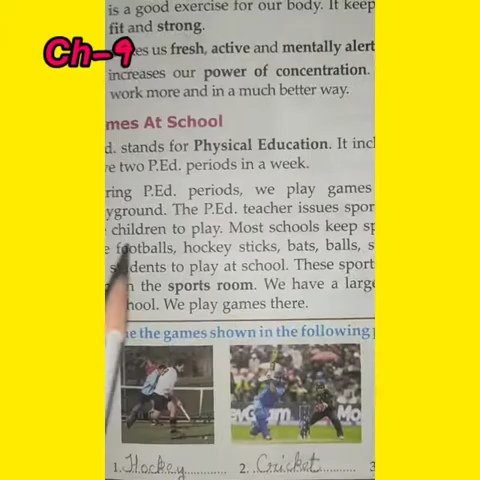 Ch-9
is a good exercise for our body. It keep
fit and strong.
es us fresh, active and mentally alert
increases our power of concentration.
work more and in a much better way.
mes At School
d. stands for Physical Education. It incl
e two P.Ed. periods in a week.
ring P.Ed. periods, we play games
yground. The P.Ed. teacher issues spor
children to play. Most schools keep sp
e footballs, hockey sticks, bats, balls, s
students to play at school. These sport
n the sports room. We have a larg
hool. We play games there.
e the games shown in the following
1. Hockey
2. Cricket
3